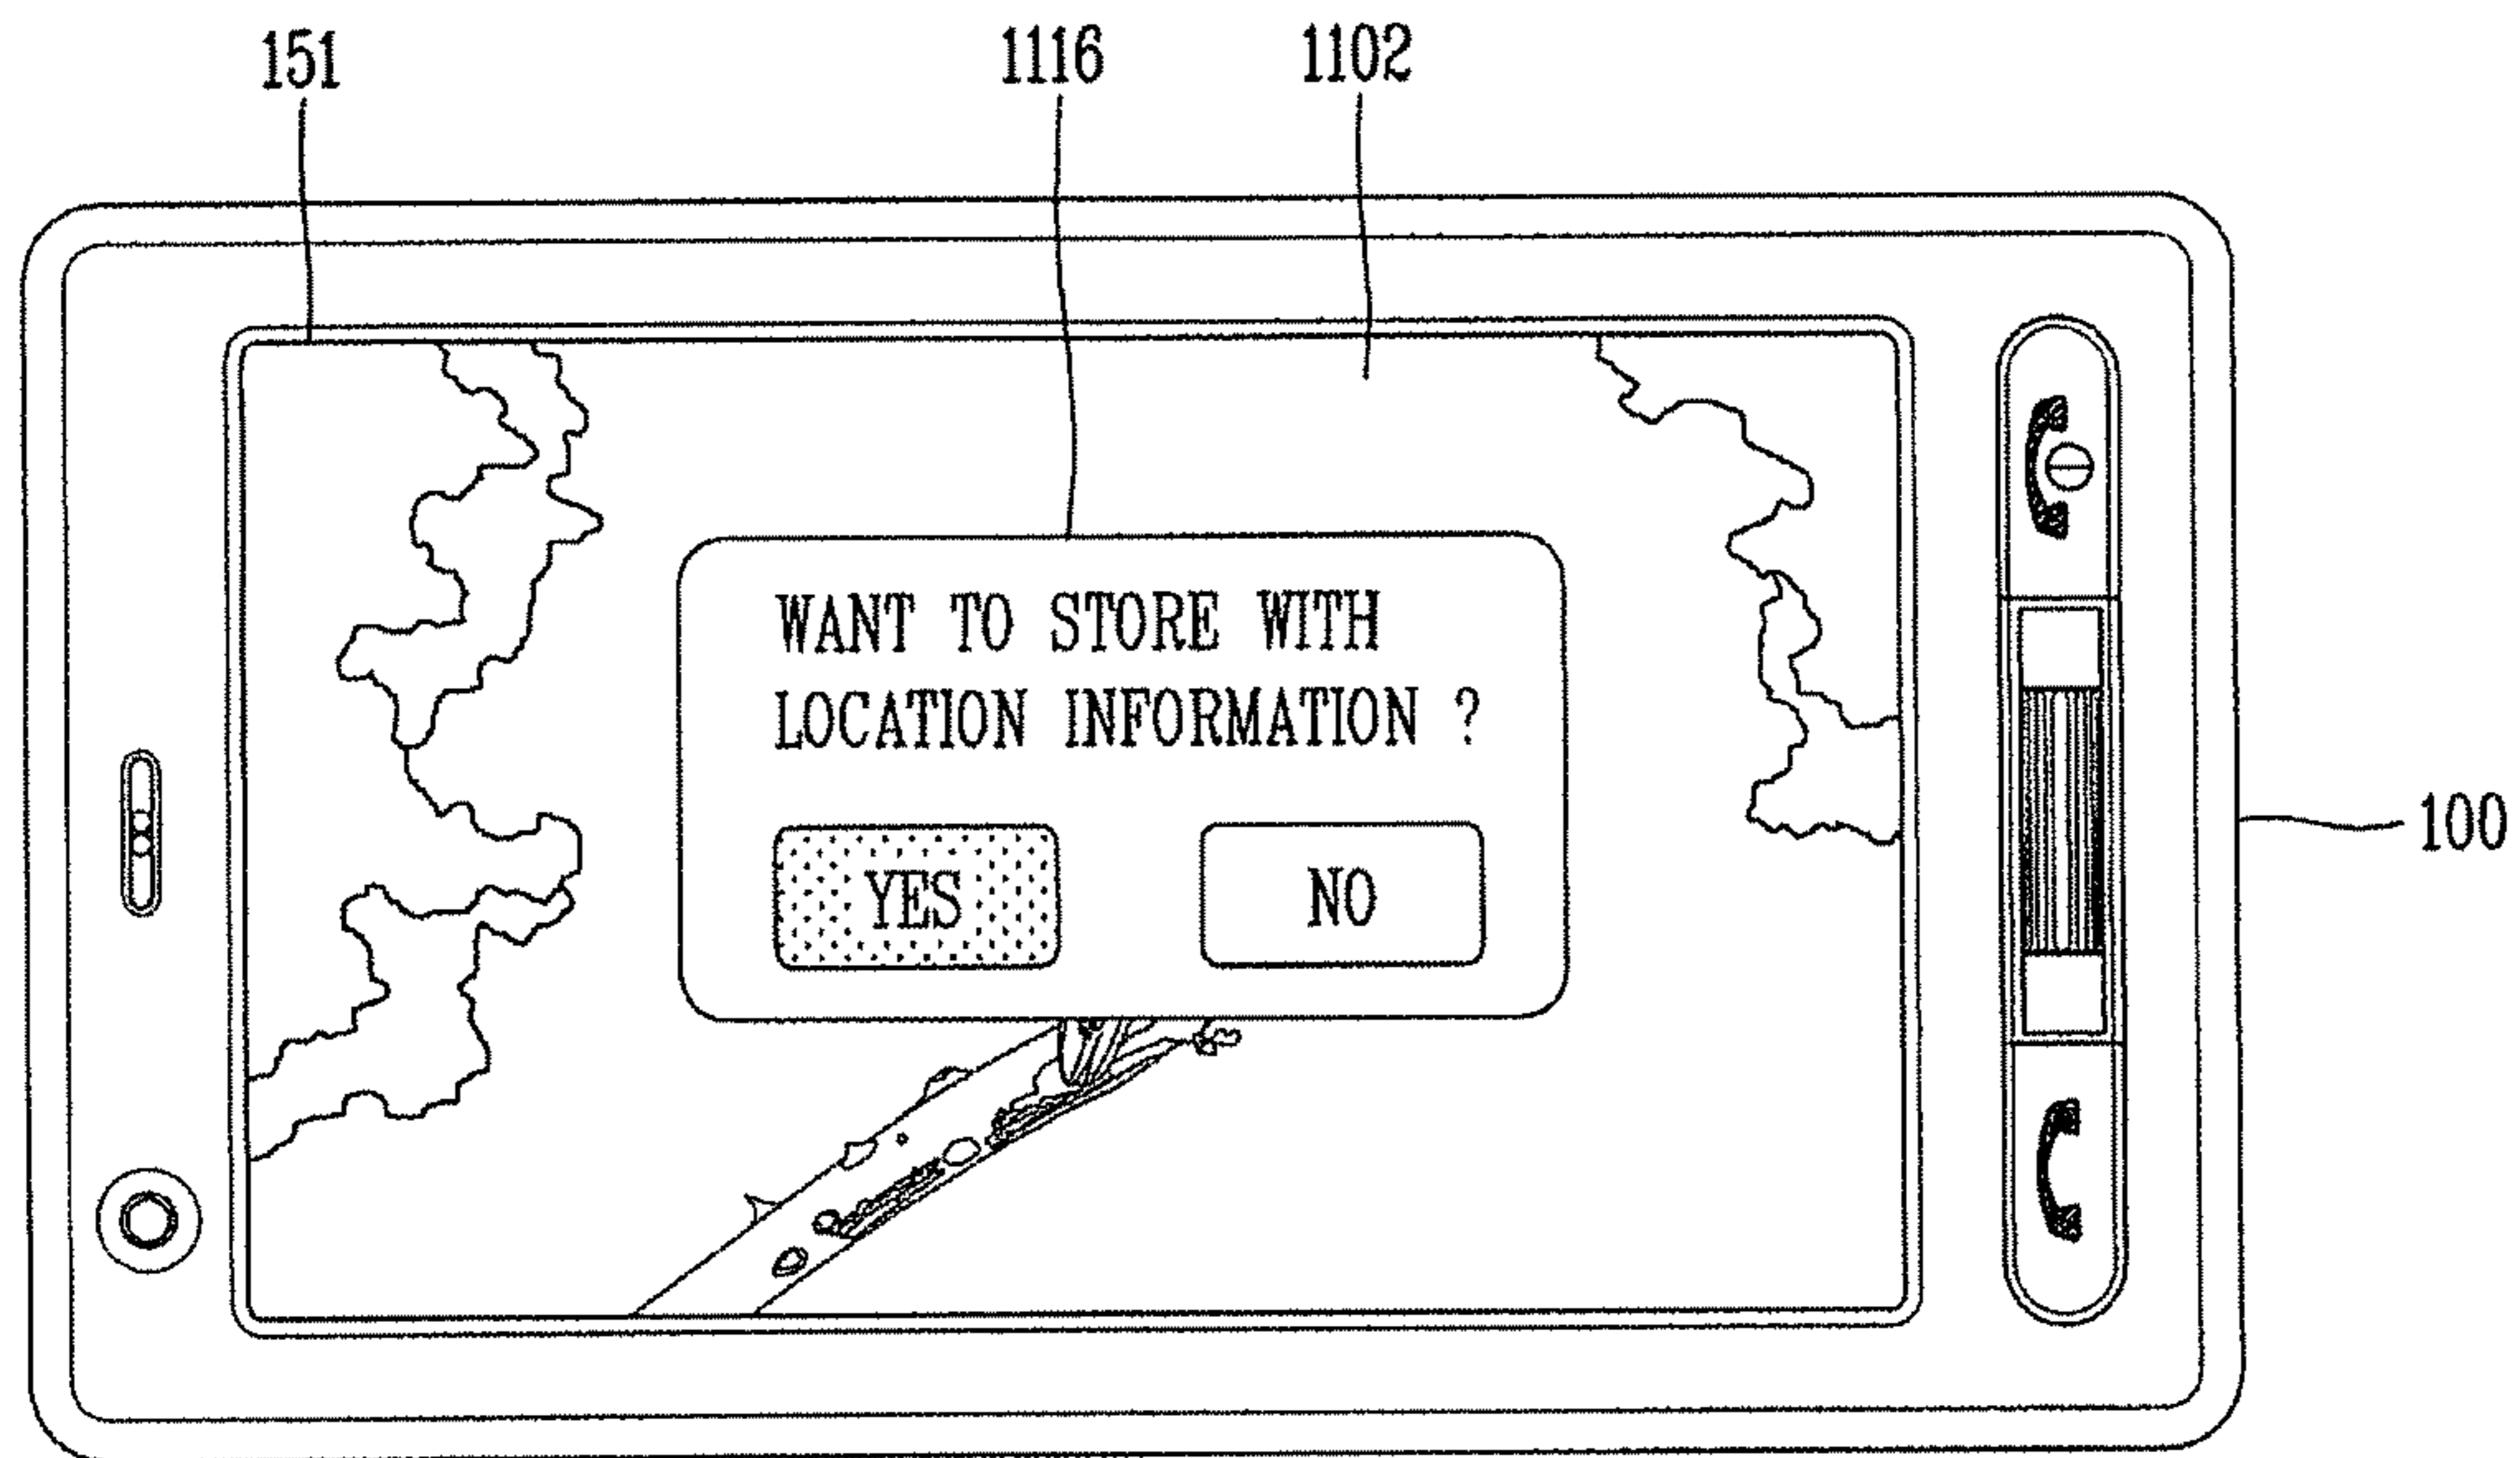 151 1116 1102
WANT TO STORE WITH
LOCATION INFORMATION ?
YES NO
100